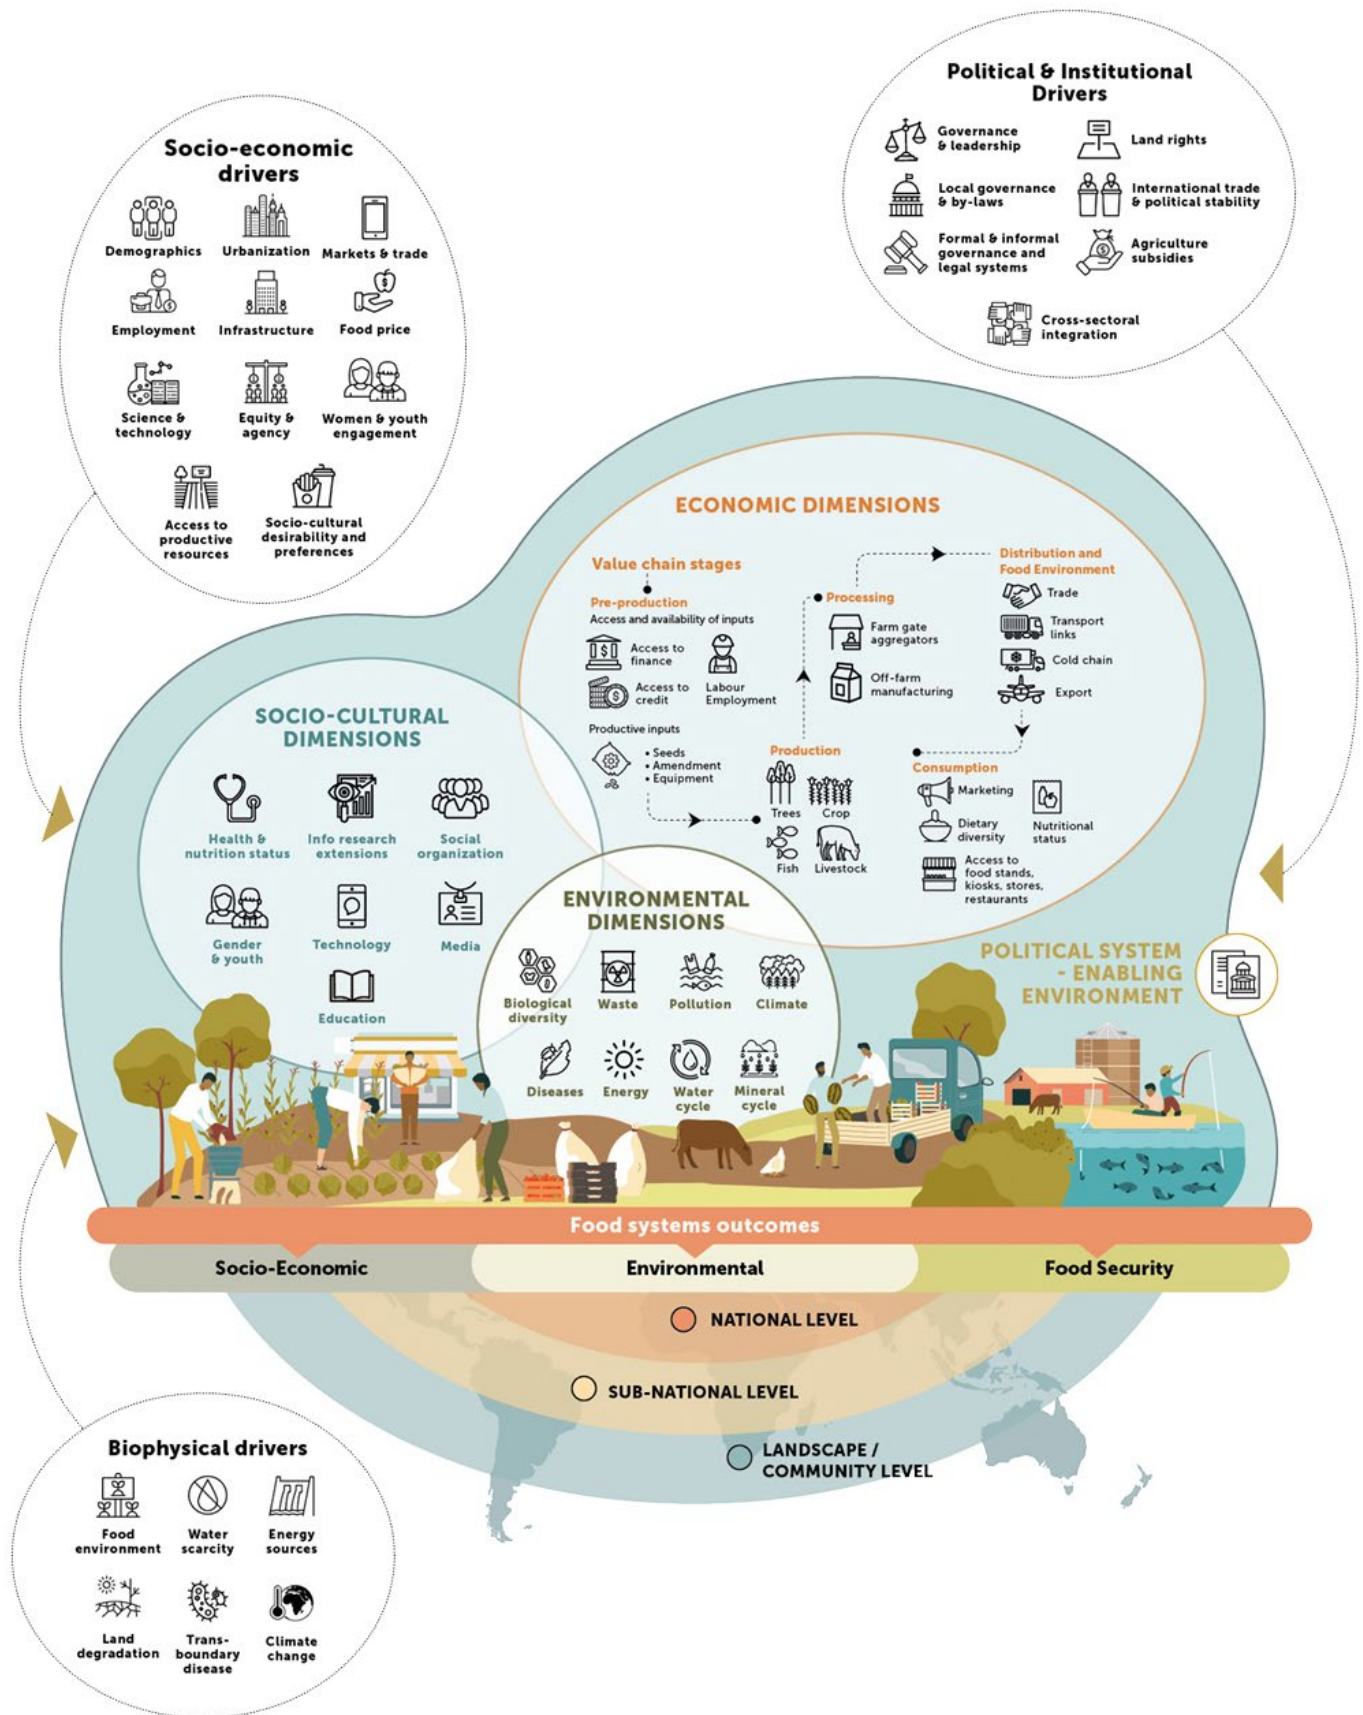 Political & Institutional
Drivers
Governance
& leadership
Land rights
Local governance
& by-laws
International trade
& political stability
Formal & informal
governance and
legal systems
Agriculture
subsidies
Cross-sectoral
integration
Socio-economic
drivers
Demographics
Urbanization
Markets & trade
Employment
Infrastructure
Food price
Science &
technology
Equity &
agency
Women & youth
engagement
Access to
productive
resources
Socio-cultural
desirability and
preferences
ECONOMIC DIMENSIONS
Value chain stages
Pre-production
Access and availability of inputs
Access to
finance
Access to
credit
Labour
Employment
Productive inputs
• Seeds
• Amendment
• Equipment
Production
Trees
Crop
Fish
Livestock
Processing
Farm gate
aggregators
Off-farm
manufacturing
Distribution and
Food Environment
Trade
Transport
links
Cold chain
Export
Consumption
Marketing
Dietary
diversity
Nutritional
status
Access to
food stands,
kiosks, stores,
restaurants
SOCIO-CULTURAL
DIMENSIONS
Health &
nutrition status
Info research
extensions
Social
organization
Gender
& youth
Technology
Media
Education
ENVIRONMENTAL
DIMENSIONS
Biological
diversity
Waste
Pollution
Climate
Diseases
Energy
Water
cycle
Mineral
cycle
POLITICAL SYSTEM
- ENABLING
ENVIRONMENT
Food systems outcomes
Socio-Economic
Environmental
Food Security
NATIONAL LEVEL
SUB-NATIONAL LEVEL
LANDSCAPE /
COMMUNITY LEVEL
Biophysical drivers
Food
environment
Water
scarcity
Energy
sources
Land
degradation
Trans-
boundary
disease
Climate
change